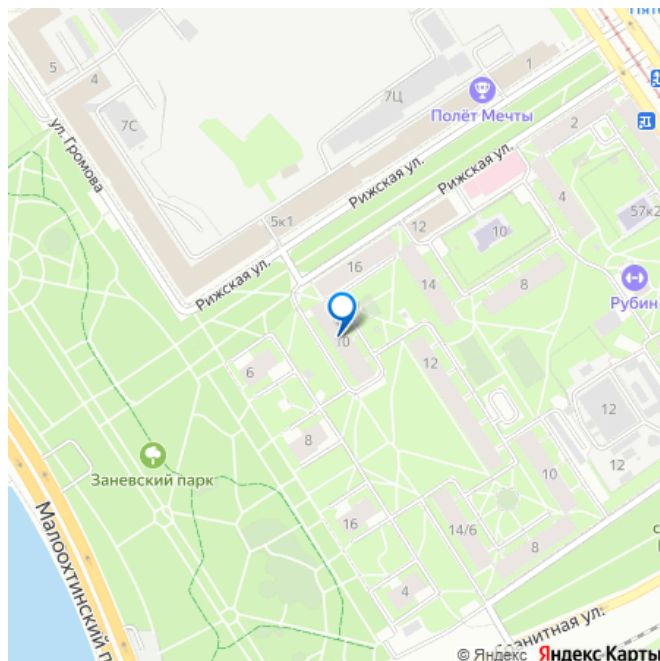 5
4
7С
7Ц
1
Полёт Мечты
2
ул. Громова
Рижская ул.
Рижская ул.
5к1
12
10
4
57к2
Рижская ул.
16
14
8
Рубин
10
6
12
12
8
Заневский парк
10
12
16
14/6
8
4
Малоохтинский п
© Яндекс
Яндекс Карты